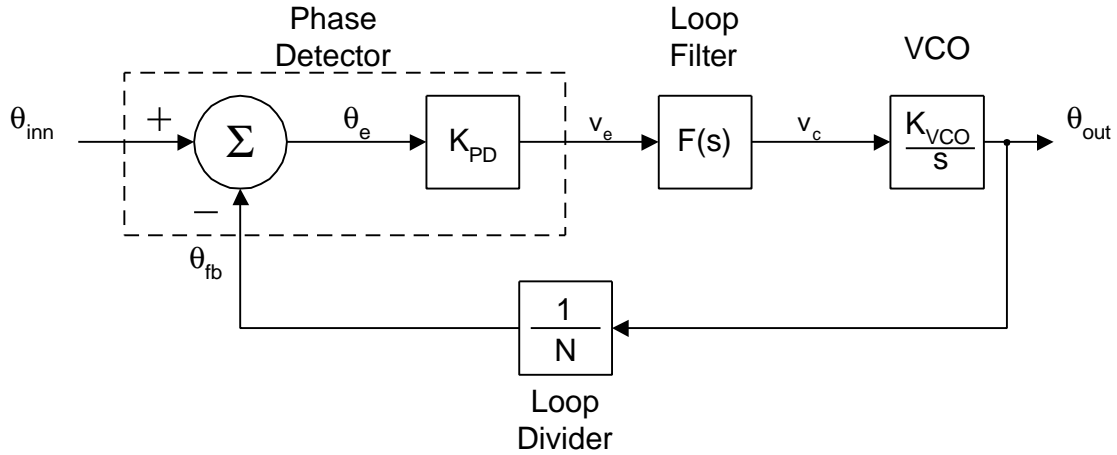 Phase
Detector
Loop
Filter
VCO
θinn
+
Σ
θe
KPD
ve
F(s)
vc
KVCO
s
θout
−
θfb
1
N
Loop
Divider